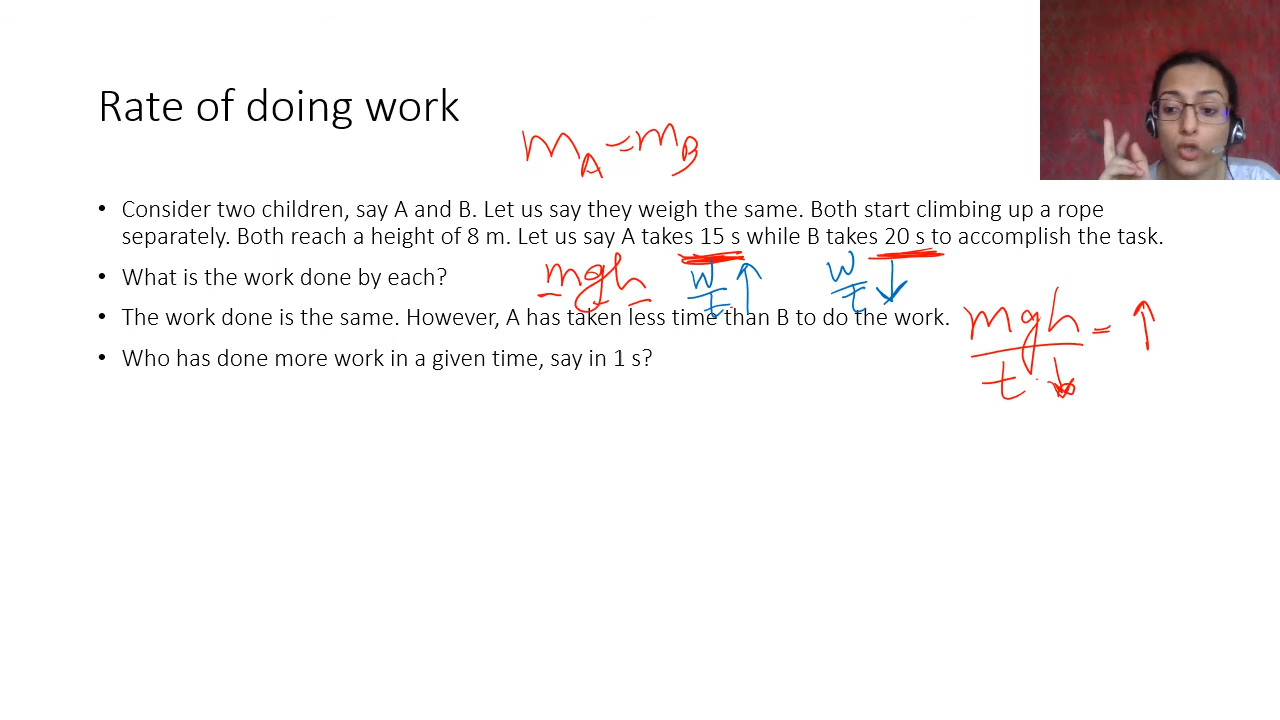 Rate of doing work
mA = mB
• Consider two children, say A and B. Let us say they weigh the same. Both start climbing up a rope
separately. Both reach a height of 8 m. Let us say A takes 15 s while B takes 20 s to accomplish the task.
• What is the work done by each?
mgh
W/t ↑
W/t ↓
• The work done is the same. However, A has taken less time than B to do the work.
mgh/t ↓ = ↑
• Who has done more work in a given time, say in 1 s?